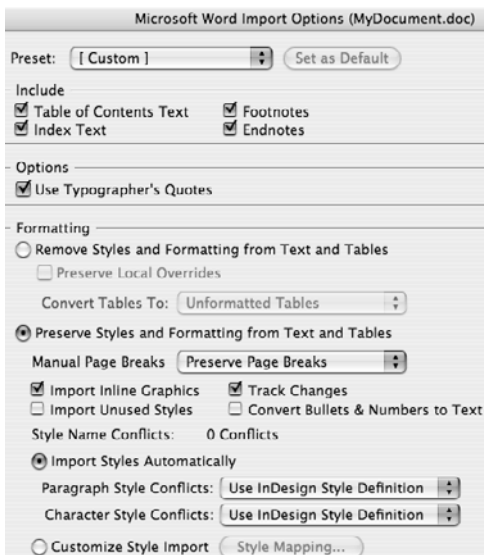 Microsoft Word Import Options (MyDocument.doc)
Preset: [ Custom ] Set as Default
Include
Table of Contents Text Footnotes
Index Text Endnotes
Options
Use Typographer's Quotes
Formatting
Remove Styles and Formatting from Text and Tables
Preserve Local Overrides
Convert Tables To: Unformatted Tables
Preserve Styles and Formatting from Text and Tables
Manual Page Breaks Preserve Page Breaks
Import Inline Graphics Track Changes
Import Unused Styles Convert Bullets & Numbers to Text
Style Name Conflicts: 0 Conflicts
Import Styles Automatically
Paragraph Style Conflicts: Use InDesign Style Definition
Character Style Conflicts: Use InDesign Style Definition
Customize Style Import Style Mapping...